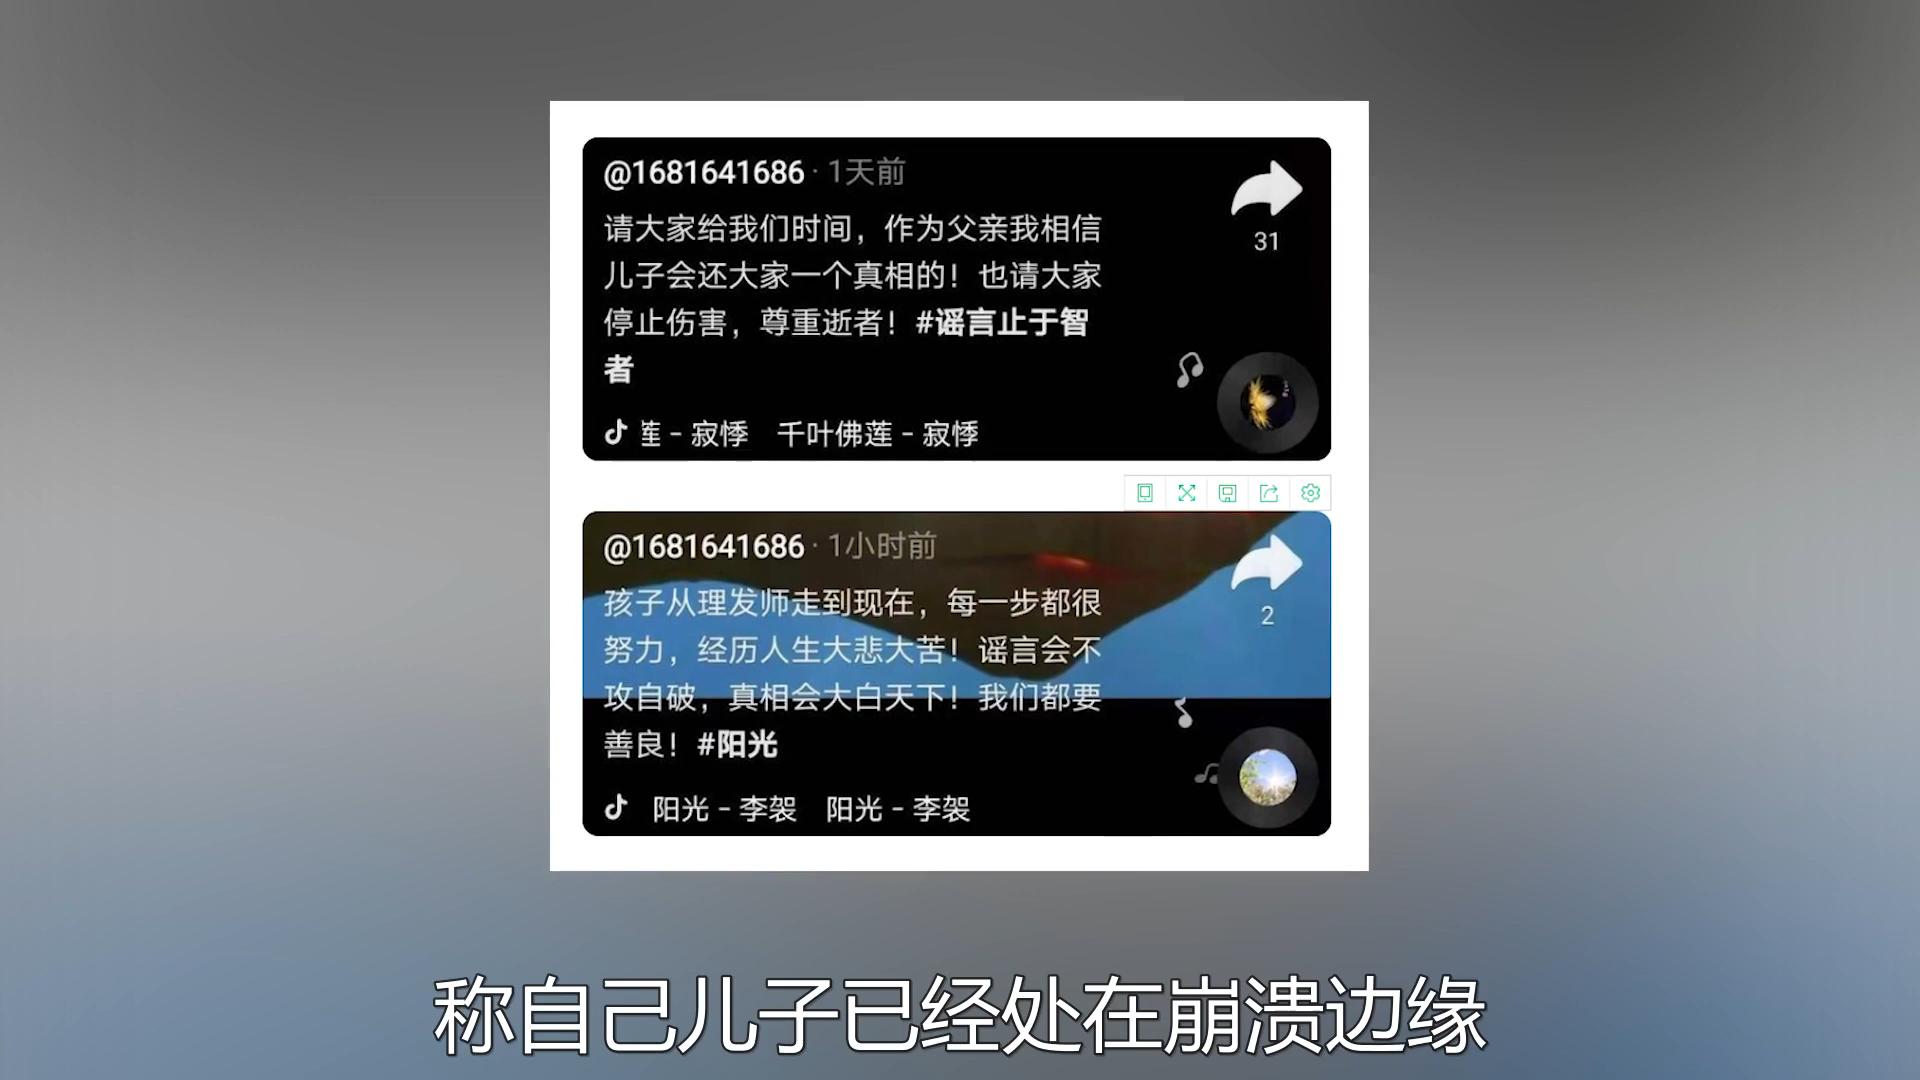 @1681641686 · 1天前
请大家给我们时间，作为父亲我相信
儿子会还大家一个真相的！也请大家
停止伤害，尊重逝者！#谣言止于智
者
31
莲 - 寂悸 千叶佛莲 - 寂悸
@1681641686 · 1小时前
孩子从理发师走到现在，每一步都很
努力，经历人生大悲大苦！谣言会不
攻自破，真相会大白天下！我们都要
善良！#阳光
2
阳光 - 李袈 阳光 - 李袈
称自己儿子已经处在崩溃边缘